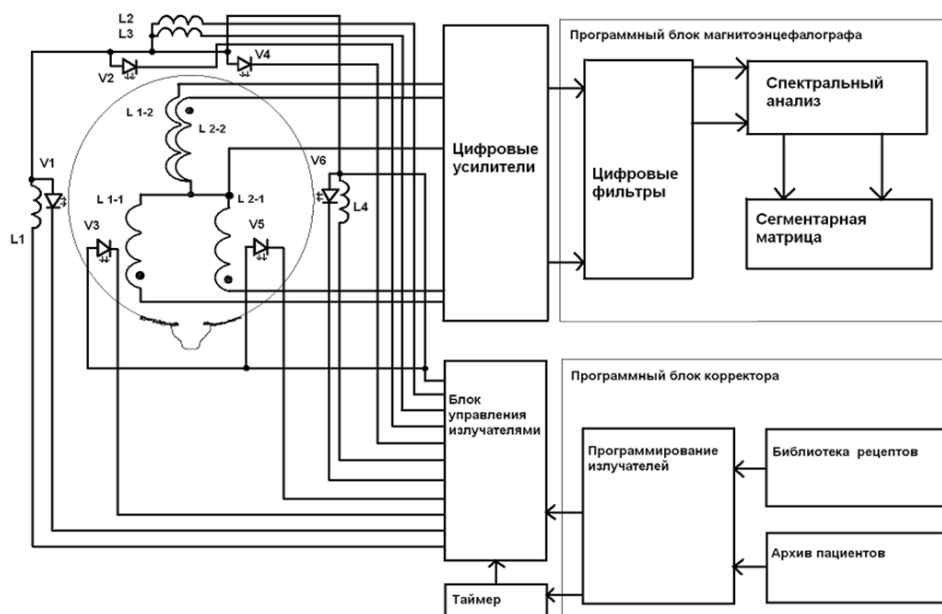 L2
L3
V2
V4
V1
L1
L 1-2
L 2-2
V6
L4
L 1-1
L 2-1
V3
V5
Цифровые
усилители
Программный блок магнитоэнцефалографа
Цифровые
фильтры
Спектральный
анализ
Сегментарная
матрица
Блок
управления
излучателями
Таймер
Программный блок корректора
Программирование
излучателей
Библиотека рецептов
Архив пациентов